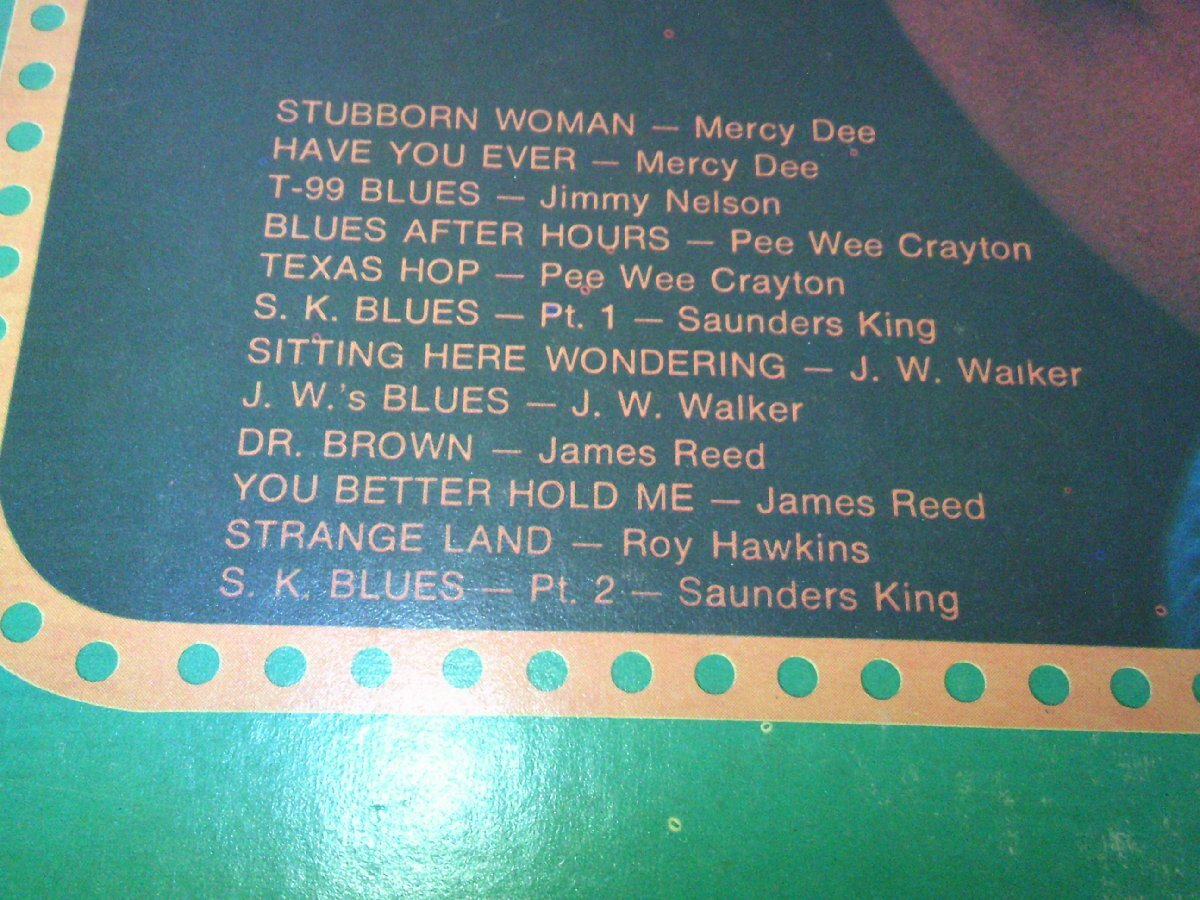 STUBBORN WOMAN — Mercy Dee
HAVE YOU EVER — Mercy Dee
T-99 BLUES — Jimmy Nelson
BLUES AFTER HOURS — Pee Wee Crayton
TEXAS HOP — Pee Wee Crayton
S. K. BLUES — Pt. 1 — Saunders King
SITTING HERE WONDERING — J. W. Walker
J. W.'s BLUES — J. W. Walker
DR. BROWN — James Reed
YOU BETTER HOLD ME — James Reed
STRANGE LAND — Roy Hawkins
S. K. BLUES — Pt. 2 — Saunders King